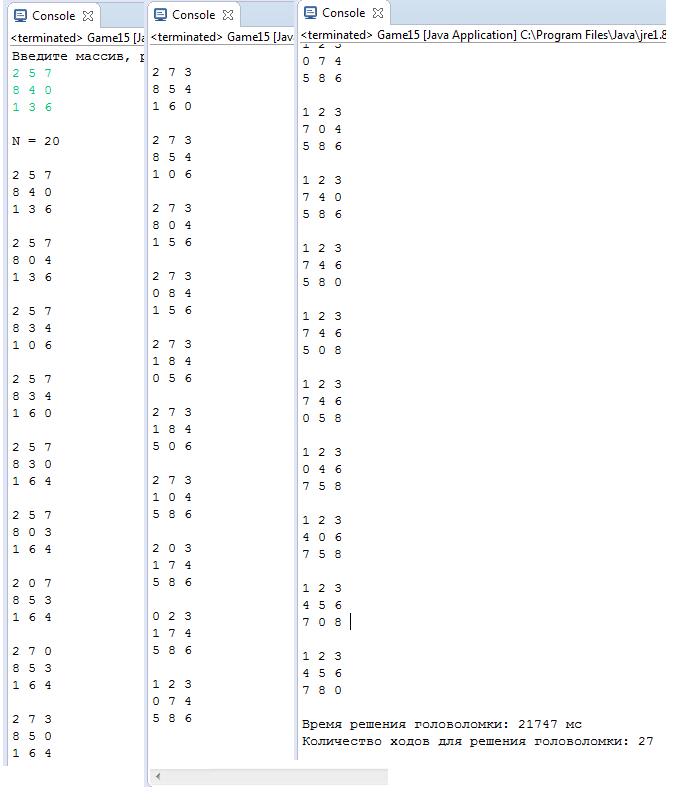 Console
<terminated> Game15 [Ja
Введите массив, р
2 5 7
8 4 0
1 3 6
N = 20
2 5 7
8 4 0
1 3 6
2 5 7
8 0 4
1 3 6
2 5 7
8 3 4
1 0 6
2 5 7
8 3 4
1 6 0
2 5 7
8 3 0
1 6 4
2 5 7
8 0 3
1 6 4
2 0 7
8 5 3
1 6 4
2 7 0
8 5 3
1 6 4
2 7 3
8 5 0
1 6 4
Console
<terminated> Game15 [Jav
2 7 3
8 5 4
1 6 0
2 7 3
8 5 4
1 0 6
2 7 3
8 0 4
1 5 6
2 7 3
0 8 4
1 5 6
2 7 3
1 8 4
0 5 6
2 7 3
1 8 4
5 0 6
2 7 3
1 0 4
5 8 6
2 0 3
1 7 4
5 8 6
0 2 3
1 7 4
5 8 6
1 2 3
0 7 4
5 8 6
Console
<terminated> Game15 [Java Application] C:\Program Files\Java\jre1.8
1 2 3
0 7 4
5 8 6
1 2 3
7 0 4
5 8 6
1 2 3
7 4 0
5 8 6
1 2 3
7 4 6
5 8 0
1 2 3
7 4 6
5 0 8
1 2 3
7 4 6
0 5 8
1 2 3
0 4 6
7 5 8
1 2 3
4 0 6
7 5 8
1 2 3
4 5 6
7 0 8
1 2 3
4 5 6
7 8 0
Время решения головоломки: 21747 мс
Количество ходов для решения головоломки: 27